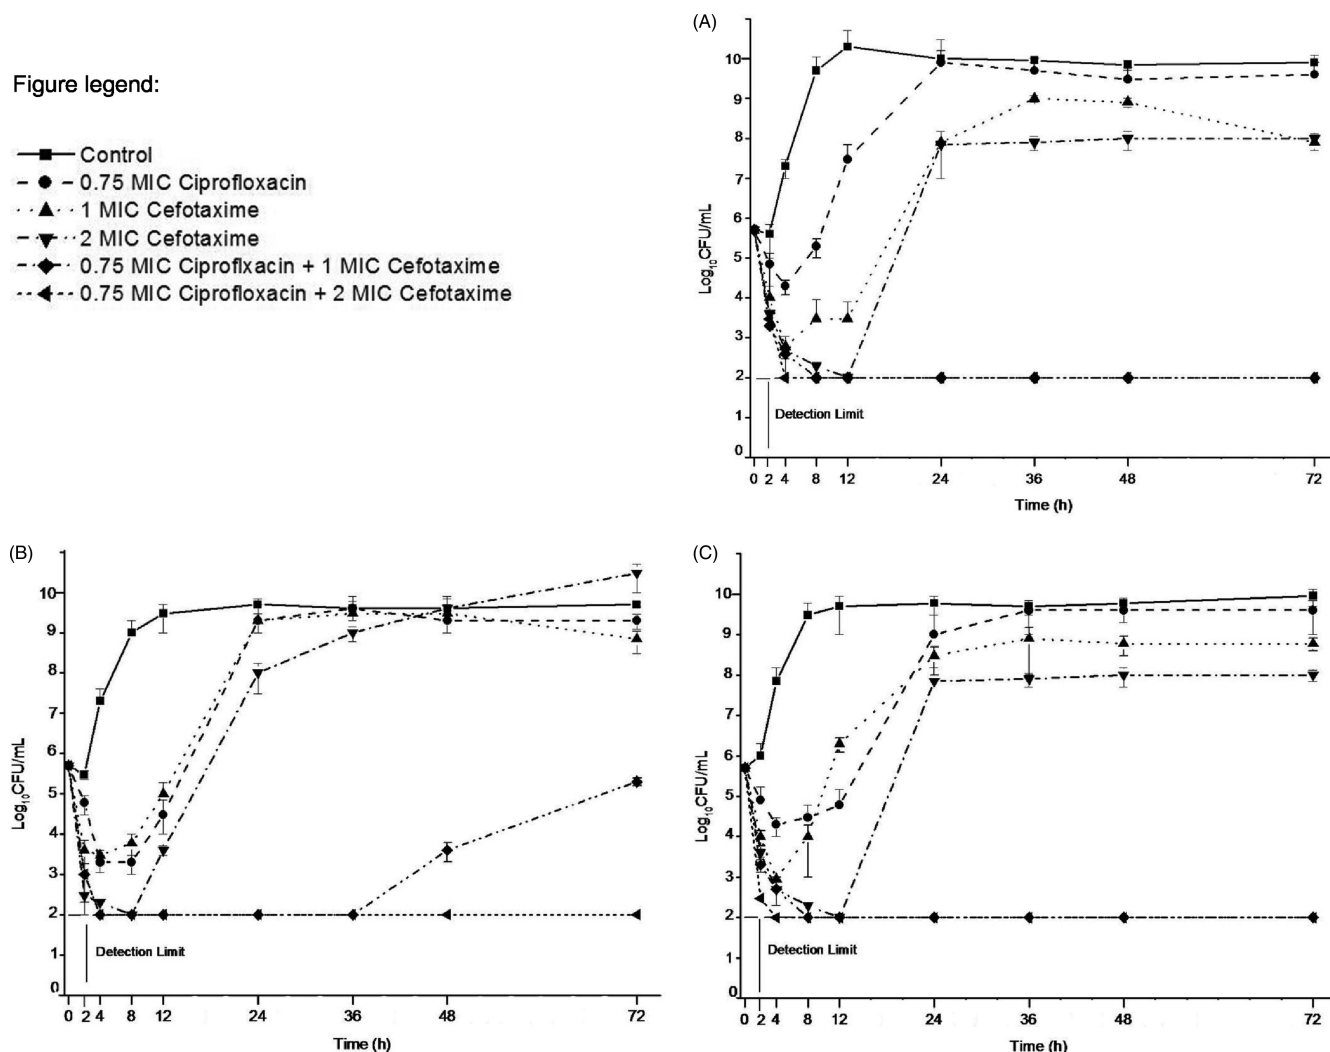 Figure legend:
Control
0.75 MIC Ciprofloxacin
1 MIC Cefotaxime
2 MIC Cefotaxime
0.75 MIC Ciproflxacin + 1 MIC Cefotaxime
0.75 MIC Ciprofloxacin + 2 MIC Cefotaxime
(A)
Log10CFU/mL
10
9
8
7
6
5
4
3
2
1
0
Detection Limit
0 2 4 8 12 24 36 48 72
Time (h)
(B)
Log10CFU/mL
10
9
8
7
6
5
4
3
2
1
0
Detection Limit
0 2 4 8 12 24 36 48 72
Time (h)
(C)
Log10CFU/mL
10
9
8
7
6
5
4
3
2
1
0
Detection Limit
0 2 4 8 12 24 36 48 72
Time (h)